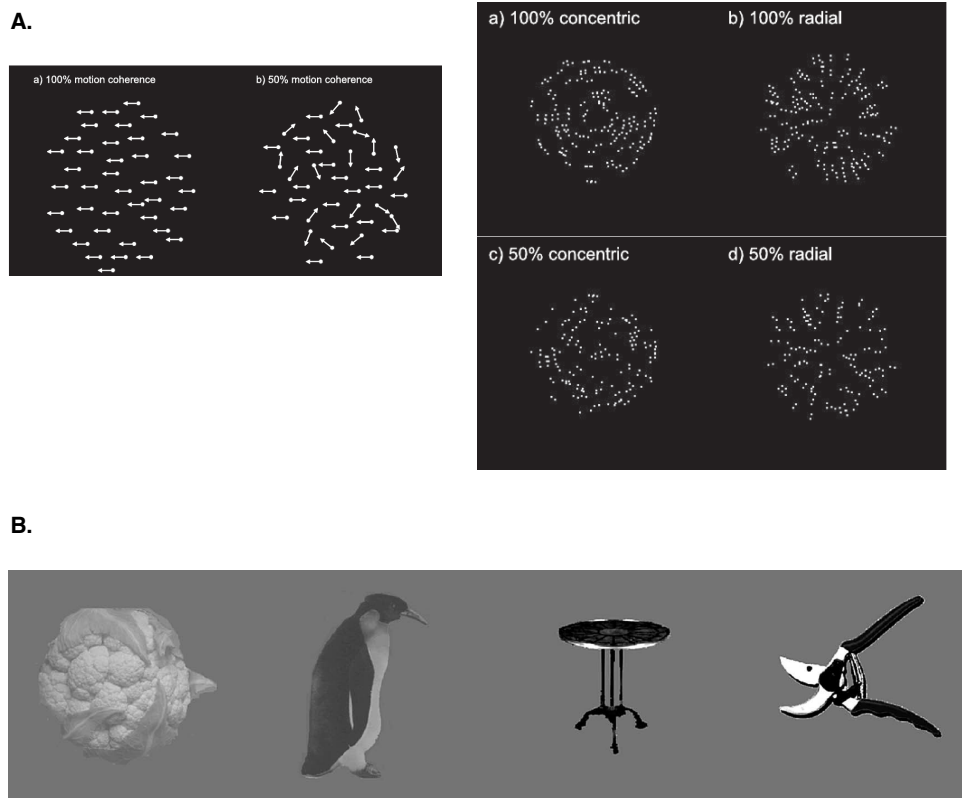 A.
a) 100% motion coherence
b) 50% motion coherence
a) 100% concentric
b) 100% radial
c) 50% concentric
d) 50% radial
B.